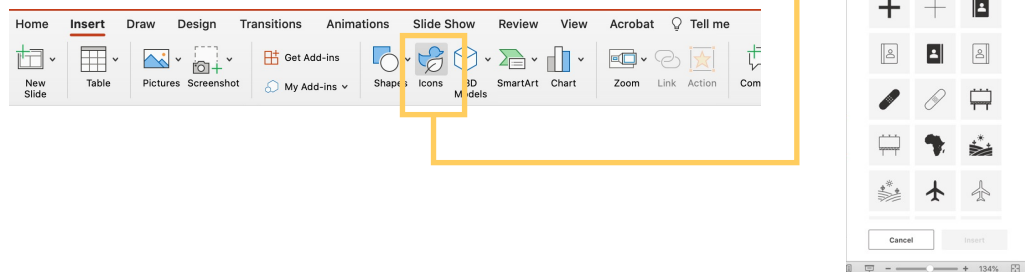 Home Insert Draw Design Transitions Animations Slide Show Review View Acrobat Tell me
Get Add-ins
My Add-ins
New
Slide
Table
Pictures
Screenshot
Shapes
Icons
3D
Models
SmartArt
Chart
Zoom
Link
Action
Com
Cancel
Insert
134%